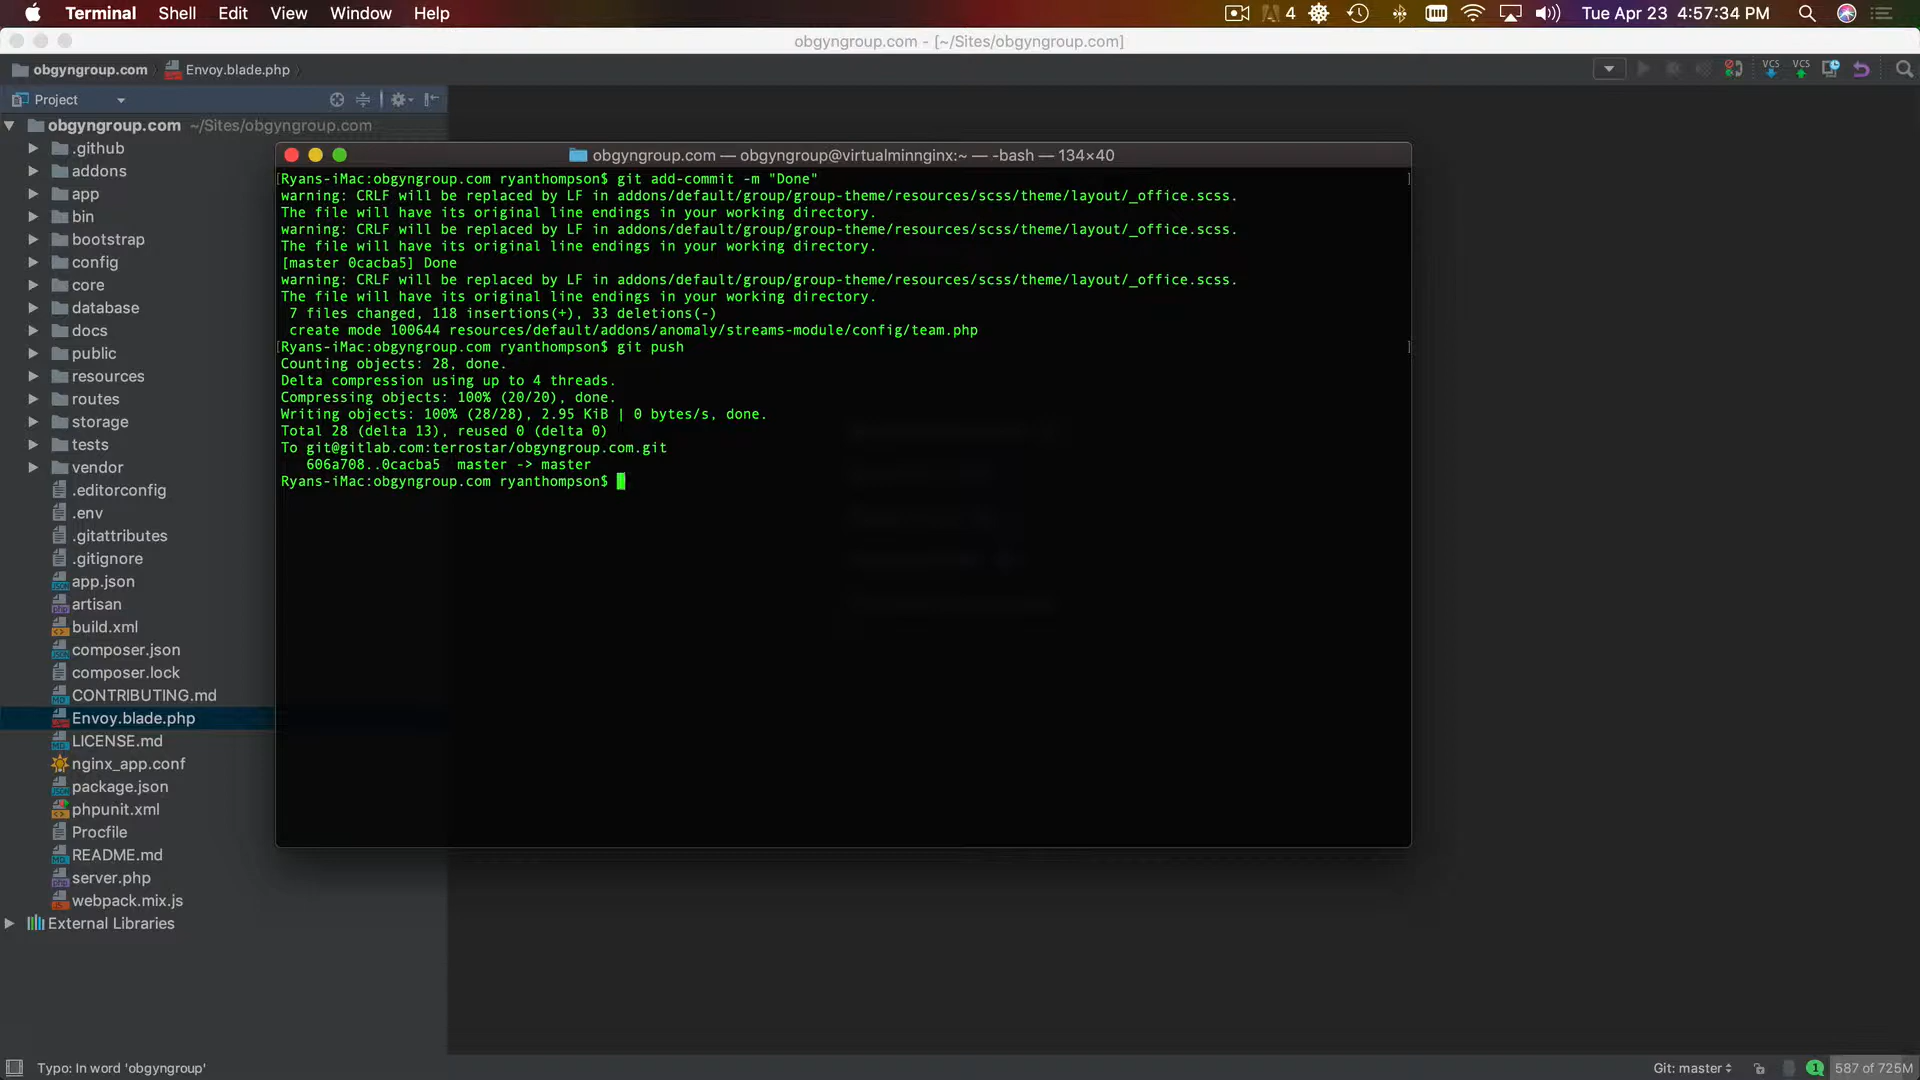 Terminal Shell Edit View Window Help 4 Tue Apr 23 4:57:34 PM
obgyngroup.com - [~/Sites/obgyngroup.com]
obgyngroup.com Envoy.blade.php VCS VCS
Project
obgyngroup.com ~/Sites/obgyngroup.com
.github
addons
app
bin
bootstrap
config
core
database
docs
public
resources
routes
storage
tests
vendor
.editorconfig
.env
.gitattributes
.gitignore
app.json
artisan
build.xml
composer.json
composer.lock
CONTRIBUTING.md
Envoy.blade.php
LICENSE.md
nginx_app.conf
package.json
phpunit.xml
Procfile
README.md
server.php
webpack.mix.js
External Libraries
obgyngroup.com — obgyngroup@virtualminnginx:~ — -bash — 134×40
[Ryans-iMac:obgyngroup.com ryanthompson$ git add-commit -m "Done" ]
warning: CRLF will be replaced by LF in addons/default/group/group-theme/resources/scss/theme/layout/_office.scss.
The file will have its original line endings in your working directory.
warning: CRLF will be replaced by LF in addons/default/group/group-theme/resources/scss/theme/layout/_office.scss.
The file will have its original line endings in your working directory.
[master 0cacba5] Done
warning: CRLF will be replaced by LF in addons/default/group/group-theme/resources/scss/theme/layout/_office.scss.
The file will have its original line endings in your working directory.
7 files changed, 118 insertions(+), 33 deletions(-)
create mode 100644 resources/default/addons/anomaly/streams-module/config/team.php
[Ryans-iMac:obgyngroup.com ryanthompson$ git push ]
Counting objects: 28, done.
Delta compression using up to 4 threads.
Compressing objects: 100% (20/20), done.
Writing objects: 100% (28/28), 2.95 KiB | 0 bytes/s, done.
Total 28 (delta 13), reused 0 (delta 0)
To git@gitlab.com:terrostar/obgyngroup.com.git
606a708..0cacba5 master -> master
Ryans-iMac:obgyngroup.com ryanthompson$
Typo: In word 'obgyngroup' Git: master 1 587 of 725M